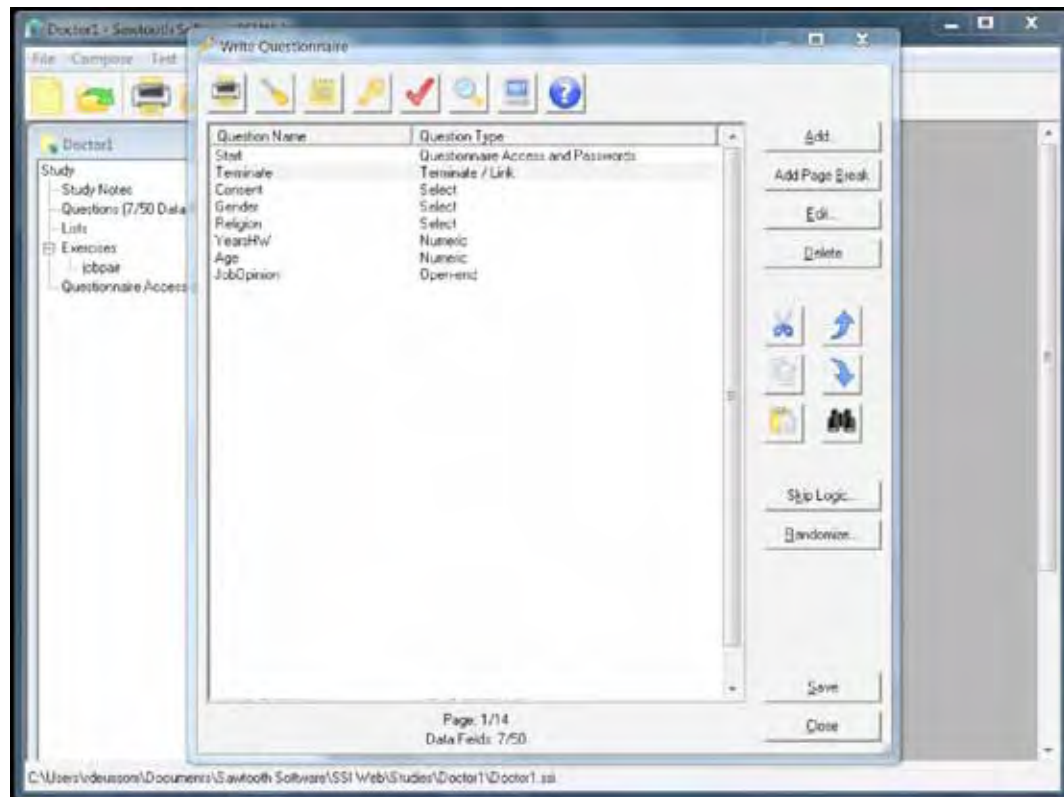 Doctor1 - Sawtooth So
File Compose Test
Write Questionnaire
Doctor1
Study
Study Notes
Questions (7/50 Data
Lists
Exercises
jobpair
Questionnaire Access
Question Name Question Type
Start Questionnaire Access and Passwords
Terminate Terminate / Link
Consent Select
Gender Select
Religion Select
YearsHW Numeric
Age Numeric
JobOpinion Open-end
Add...
Add Page Break
Edit...
Delete
Skip Logic...
Randomize...
Save
Close
Page: 1/14
Data Fields: 7/50
C:\Users\rdeussom\Documents\Sawtooth Software\SSI Web\Studies\Doctor1\Doctor1.ssi